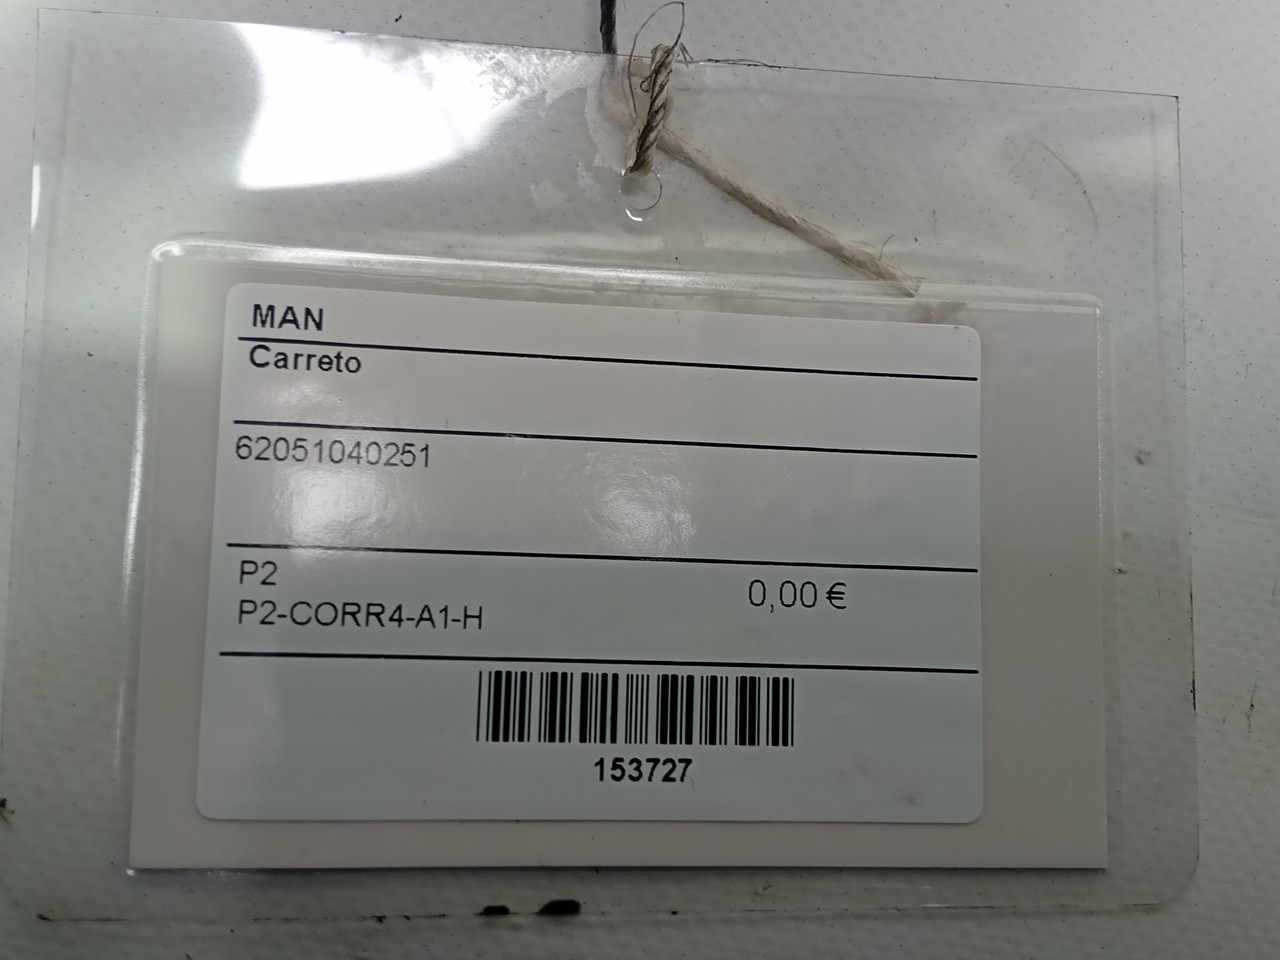 MAN
Carreto
62051040251
P2
0,00 €
P2-CORR4-A1-H
153727